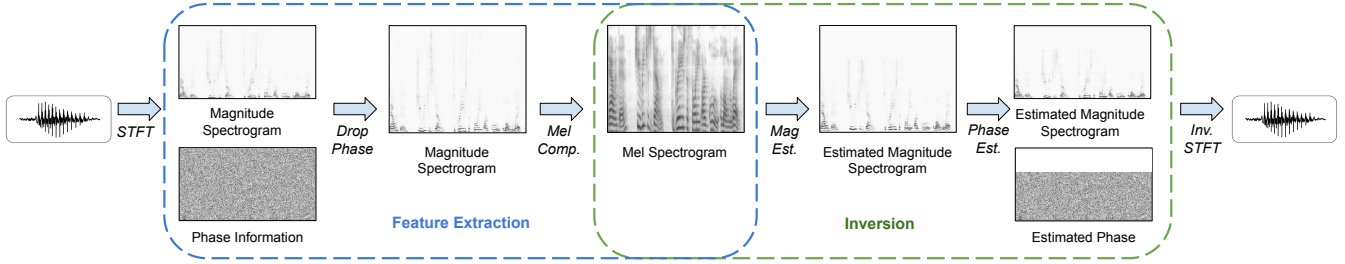 STFT
Magnitude
Spectrogram
Phase Information
Drop
Phase
Magnitude
Spectrogram
Feature Extraction
Mel
Comp.
Mel Spectrogram
Mag
Est.
Estimated Magnitude
Spectrogram
Inversion
Phase
Est.
Estimated Magnitude
Spectrogram
Estimated Phase
Inv.
STFT